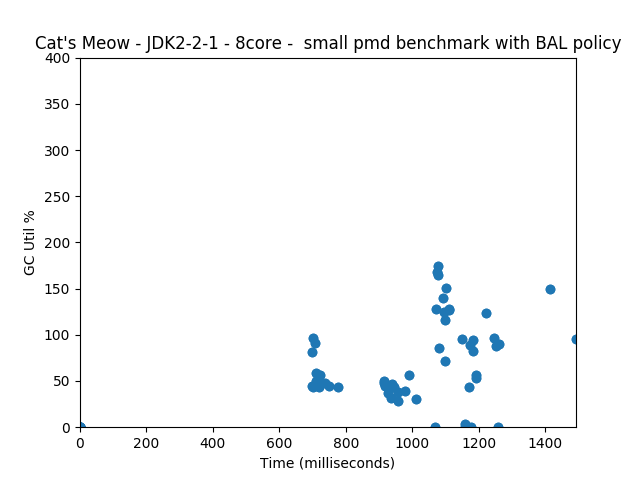 Cat's Meow - JDK2-2-1 - 8core -  small pmd benchmark with BAL policy
400
350
300
250
200
150
100
50
0
GC Util %
0 200 400 600 800 1000 1200 1400
Time (milliseconds)